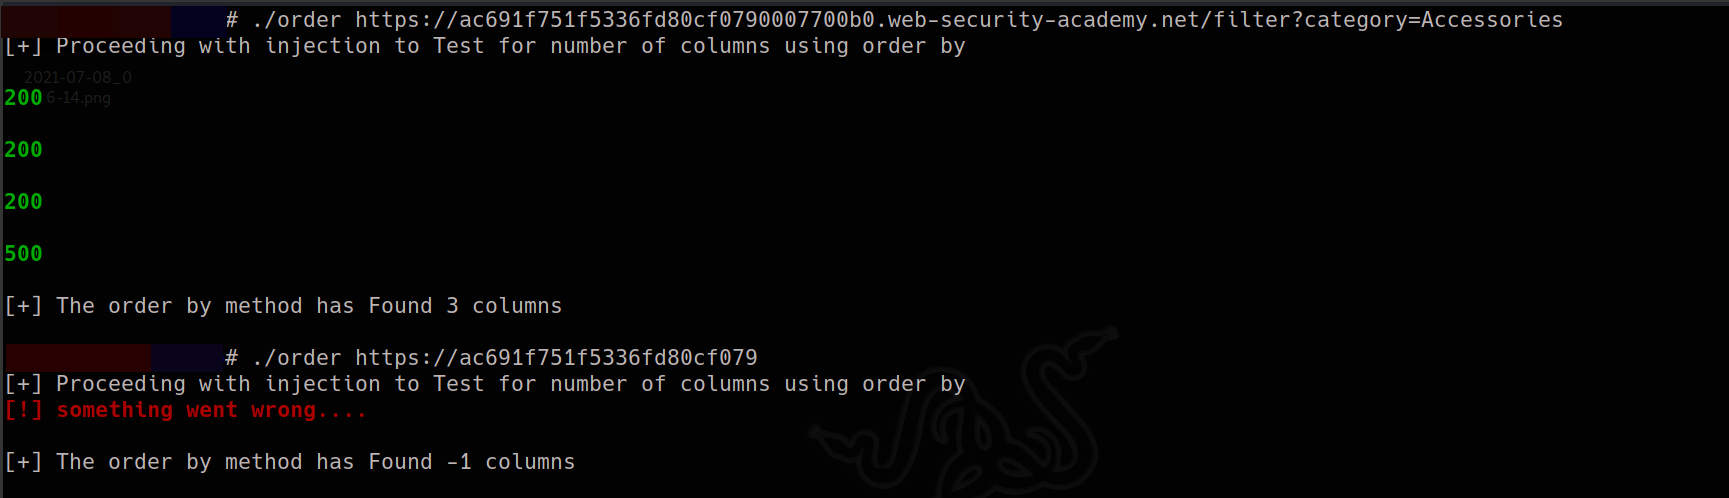 # ./order https://ac691f751f5336fd80cf0790007700b0.web-security-academy.net/filter?category=Accessories
[+] Proceeding with injection to Test for number of columns using order by
2021-07-08_0
200 6-14.png
200
200
500
[+] The order by method has Found 3 columns
# ./order https://ac691f751f5336fd80cf079
[+] Proceeding with injection to Test for number of columns using order by
[!] something went wrong....
[+] The order by method has Found -1 columns